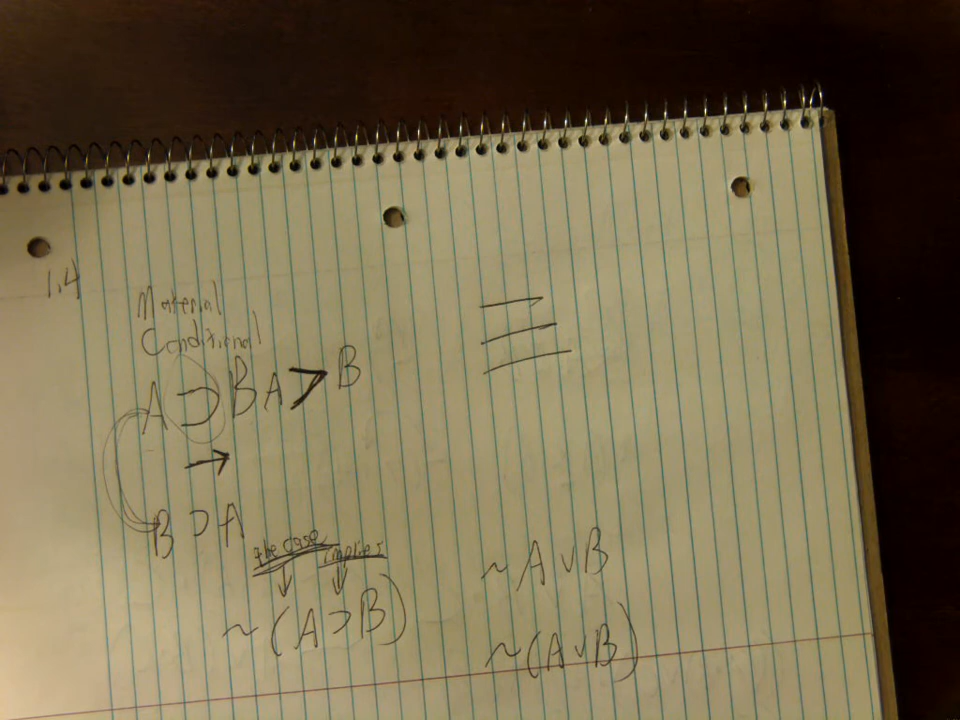 1.4
Material
Conditional
A ⊃ B A > B
≡
→
B ⊃ A
the case implies
~(A ⊃ B)
~A ∨ B
~(A ∨ B)